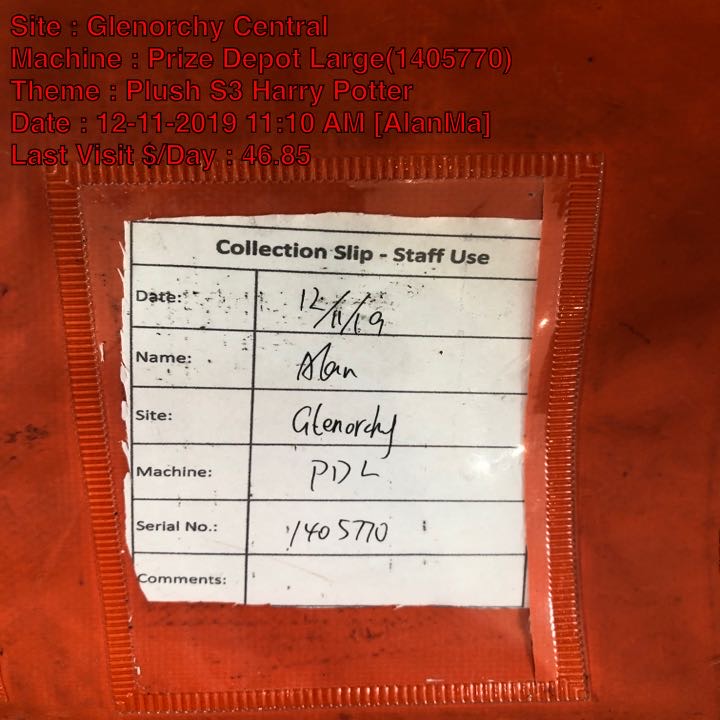 Site : Glenorchy Central
Machine : Prize Depot Large(1405770)
Theme : Plush S3 Harry Potter
Date : 12-11-2019 11:10 AM [AlanMa]
Last Visit $/Day : 46.85
Collection Slip - Staff Use
Date: 12/11/19
Name: Alan
Site: Glenorchy
Machine: PDL
Serial No.: 1405770
Comments: